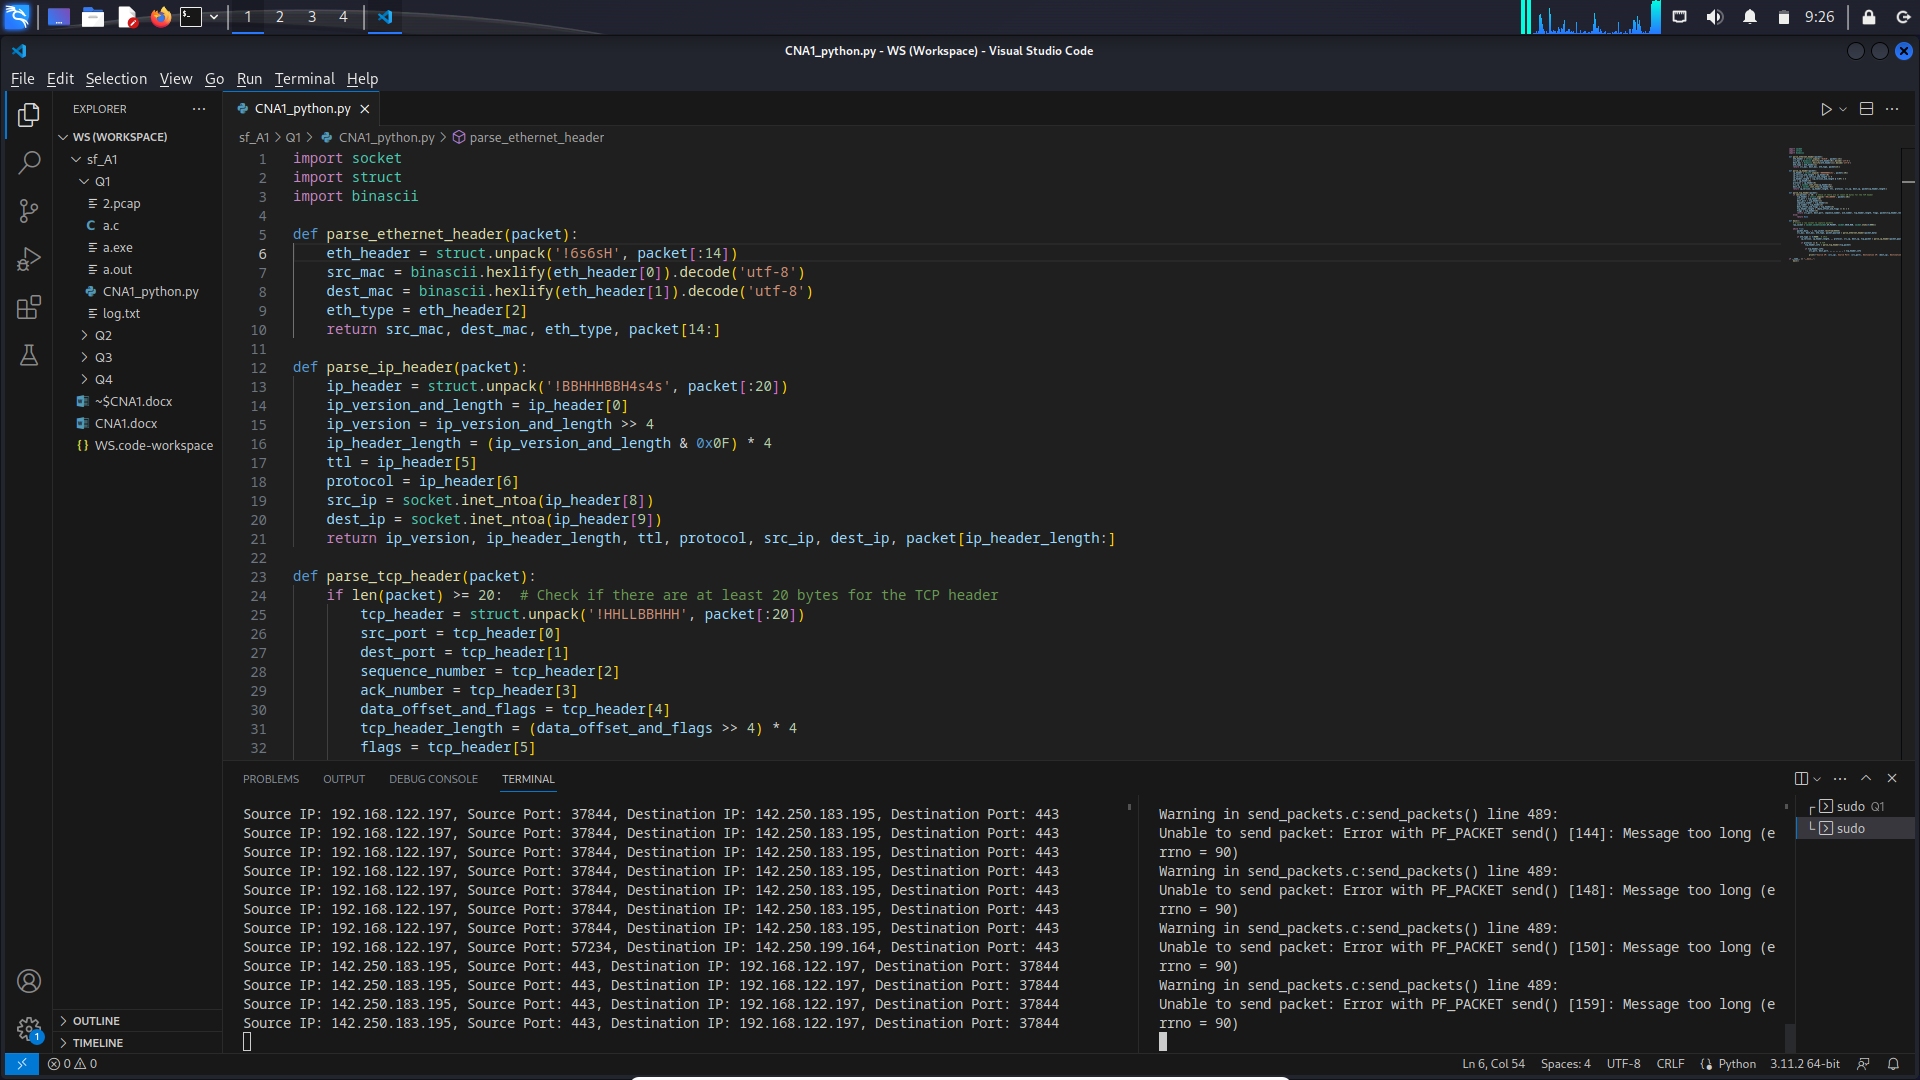 1
2
3
4
9:26
CNA1_python.py - WS (Workspace) - Visual Studio Code
File Edit Selection View Go Run Terminal Help
EXPLORER
WS (WORKSPACE)
sf_A1
Q1
2.pcap
a.c
a.exe
a.out
CNA1_python.py
log.txt
Q2
Q3
Q4
~$CNA1.docx
CNA1.docx
WS.code-workspace
OUTLINE
TIMELINE
CNA1_python.py
sf_A1 > Q1 > CNA1_python.py > parse_ethernet_header
1 import socket
2 import struct
3 import binascii
4
5 def parse_ethernet_header(packet):
6 eth_header = struct.unpack('!6s6sH', packet[:14])
7 src_mac = binascii.hexlify(eth_header[0]).decode('utf-8')
8 dest_mac = binascii.hexlify(eth_header[1]).decode('utf-8')
9 eth_type = eth_header[2]
10 return src_mac, dest_mac, eth_type, packet[14:]
11
12 def parse_ip_header(packet):
13 ip_header = struct.unpack('!BBHHHBBH4s4s', packet[:20])
14 ip_version_and_length = ip_header[0]
15 ip_version = ip_version_and_length >> 4
16 ip_header_length = (ip_version_and_length & 0x0F) * 4
17 ttl = ip_header[5]
18 protocol = ip_header[6]
19 src_ip = socket.inet_ntoa(ip_header[8])
20 dest_ip = socket.inet_ntoa(ip_header[9])
21 return ip_version, ip_header_length, ttl, protocol, src_ip, dest_ip, packet[ip_header_length:]
22
23 def parse_tcp_header(packet):
24 if len(packet) >= 20: # Check if there are at least 20 bytes for the TCP header
25 tcp_header = struct.unpack('!HHLLBBHHH', packet[:20])
26 src_port = tcp_header[0]
27 dest_port = tcp_header[1]
28 sequence_number = tcp_header[2]
29 ack_number = tcp_header[3]
30 data_offset_and_flags = tcp_header[4]
31 tcp_header_length = (data_offset_and_flags >> 4) * 4
32 flags = tcp_header[5]
PROBLEMS OUTPUT DEBUG CONSOLE TERMINAL
Source IP: 192.168.122.197, Source Port: 37844, Destination IP: 142.250.183.195, Destination Port: 443
Source IP: 192.168.122.197, Source Port: 37844, Destination IP: 142.250.183.195, Destination Port: 443
Source IP: 192.168.122.197, Source Port: 37844, Destination IP: 142.250.183.195, Destination Port: 443
Source IP: 192.168.122.197, Source Port: 37844, Destination IP: 142.250.183.195, Destination Port: 443
Source IP: 192.168.122.197, Source Port: 37844, Destination IP: 142.250.183.195, Destination Port: 443
Source IP: 192.168.122.197, Source Port: 37844, Destination IP: 142.250.183.195, Destination Port: 443
Source IP: 192.168.122.197, Source Port: 37844, Destination IP: 142.250.183.195, Destination Port: 443
Source IP: 192.168.122.197, Source Port: 57234, Destination IP: 142.250.199.164, Destination Port: 443
Source IP: 142.250.183.195, Source Port: 443, Destination IP: 192.168.122.197, Destination Port: 37844
Source IP: 142.250.183.195, Source Port: 443, Destination IP: 192.168.122.197, Destination Port: 37844
Source IP: 142.250.183.195, Source Port: 443, Destination IP: 192.168.122.197, Destination Port: 37844
Source IP: 142.250.183.195, Source Port: 443, Destination IP: 192.168.122.197, Destination Port: 37844
Warning in send_packets.c:send_packets() line 489:
Unable to send packet: Error with PF_PACKET send() [144]: Message too long (e
rrno = 90)
Warning in send_packets.c:send_packets() line 489:
Unable to send packet: Error with PF_PACKET send() [148]: Message too long (e
rrno = 90)
Warning in send_packets.c:send_packets() line 489:
Unable to send packet: Error with PF_PACKET send() [150]: Message too long (e
rrno = 90)
Warning in send_packets.c:send_packets() line 489:
Unable to send packet: Error with PF_PACKET send() [159]: Message too long (e
rrno = 90)
sudo Q1
sudo
1
0 0
Ln 6, Col 54 Spaces: 4 UTF-8 CRLF Python 3.11.2 64-bit